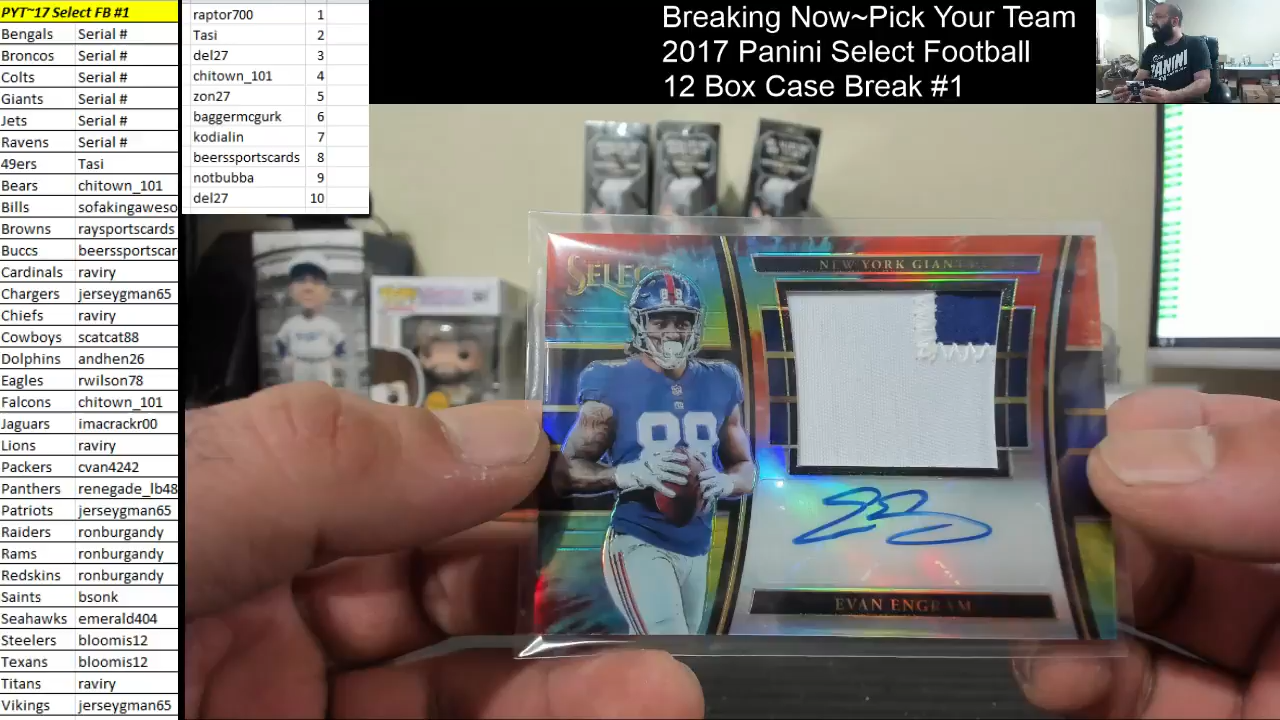 PYT~17 Select FB #1
Bengals Serial #
Broncos Serial #
Colts Serial #
Giants Serial #
Jets Serial #
Ravens Serial #
49ers Tasi
Bears chitown_101
Bills sofakingaweso
Browns raysportscards
Buccs beerssportscar
Cardinals raviry
Chargers jerseygman65
Chiefs raviry
Cowboys scatcat88
Dolphins andhen26
Eagles rwilson78
Falcons chitown_101
Jaguars imacrackr00
Lions raviry
Packers cvan4242
Panthers renegade_lb48
Patriots jerseygman65
Raiders ronburgandy
Rams ronburgandy
Redskins ronburgandy
Saints bsonk
Seahawks emerald404
Steelers bloomis12
Texans bloomis12
Titans raviry
Vikings jerseygman65
raptor700 1
Tasi 2
del27 3
chitown_101 4
zon27 5
baggermcgurk 6
kodialin 7
beerssportscards 8
notbubba 9
del27 10
Breaking Now~Pick Your Team
2017 Panini Select Football
12 Box Case Break #1
PANINI
SELECT
NEW YORK GIANTS
88
88
EVAN ENGRAM